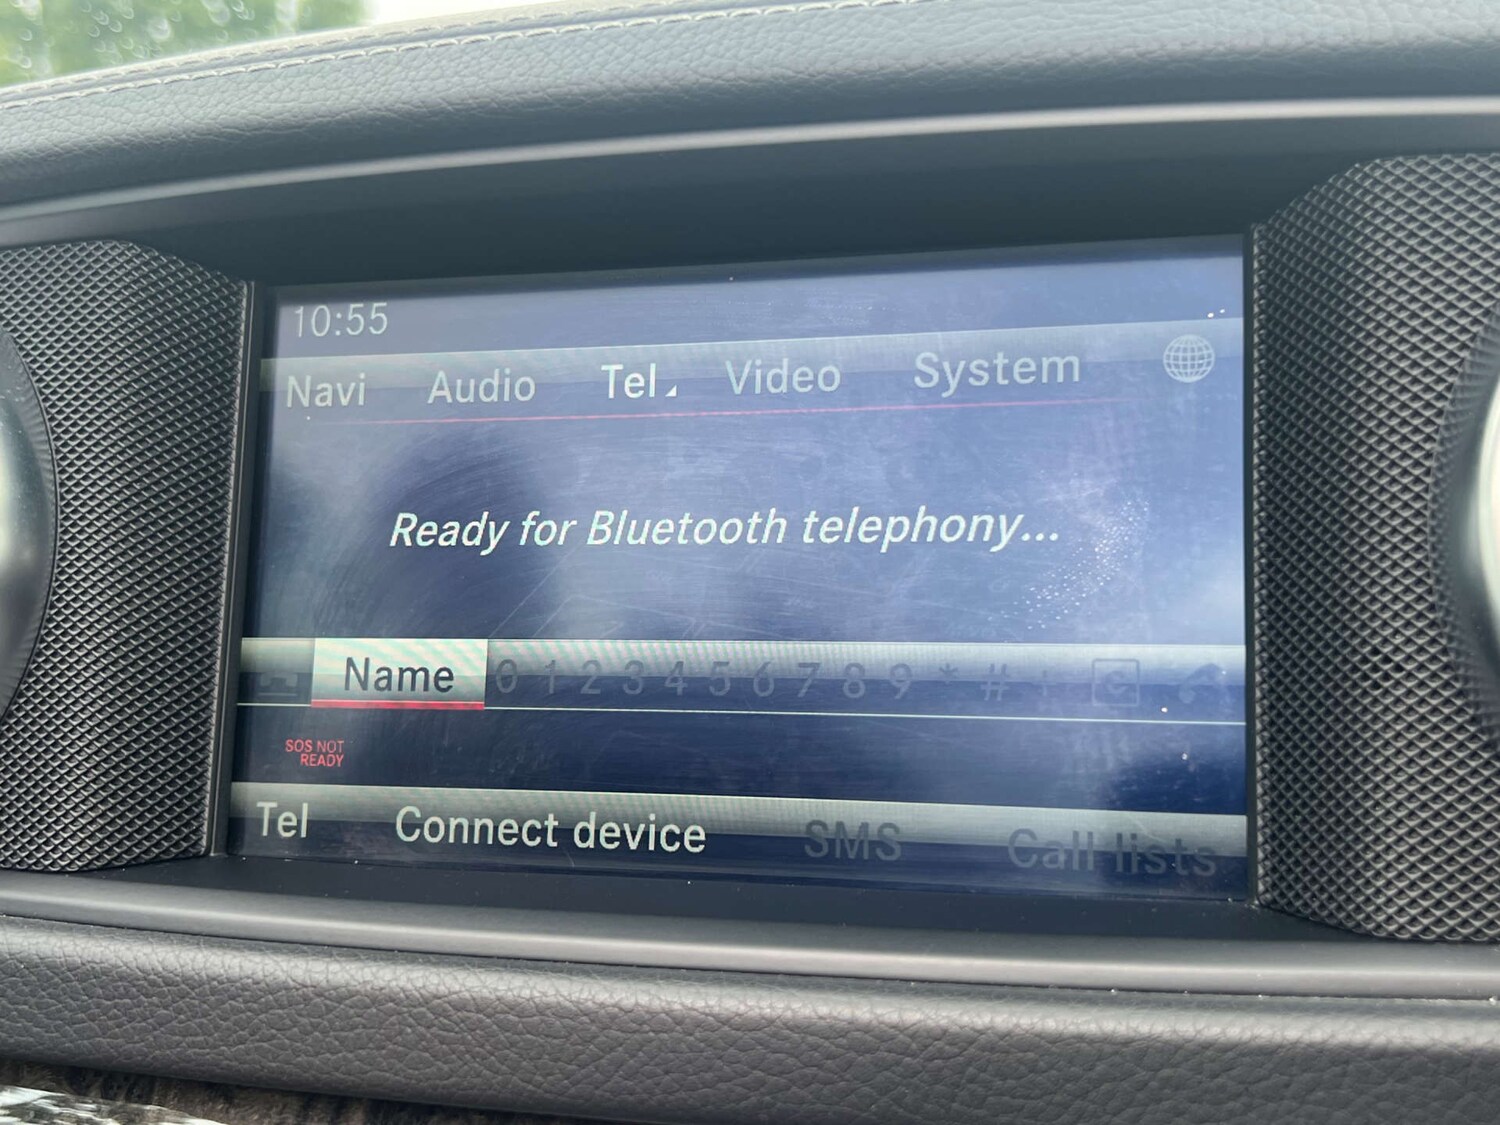 10:55
Navi Audio Tel Video System
Ready for Bluetooth telephony...
Name 0 1 2 3 4 5 6 7 8 9 * # + C
SOS NOT
READY
Tel Connect device SMS Call lists